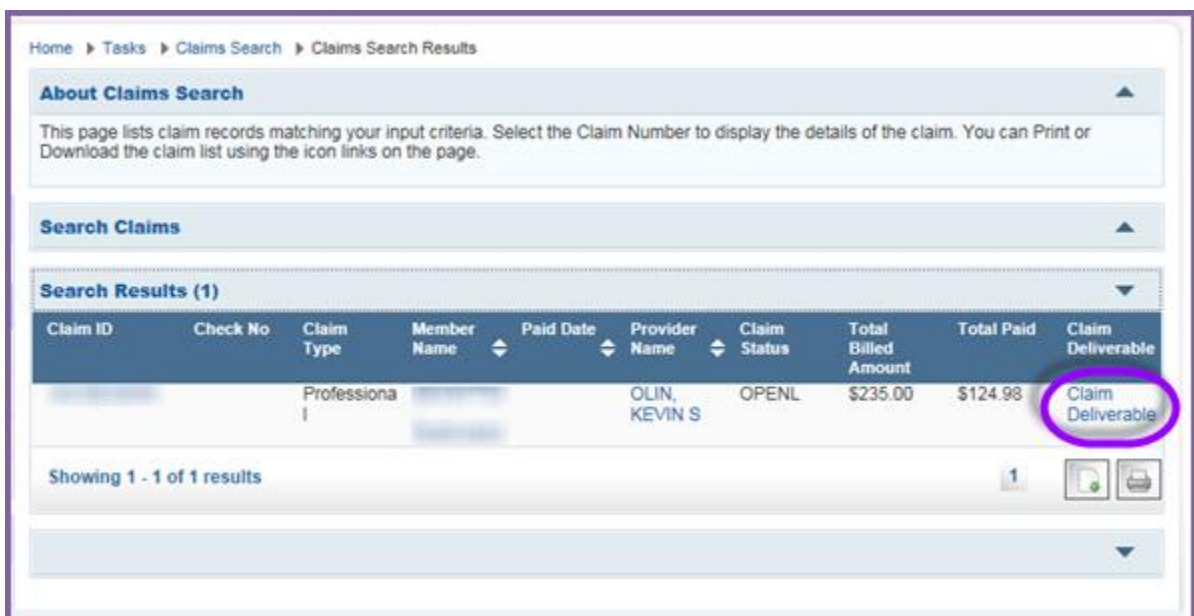 Home Tasks Claims Search Claims Search Results
About Claims Search
This page lists claim records matching your input criteria. Select the Claim Number to display the details of the claim. You can Print or
Download the claim list using the icon links on the page.
Search Claims
Search Results (1)
Claim ID Check No Claim Type Member Name Paid Date Provider Name Claim Status Total Billed Amount Total Paid Claim Deliverable
Professiona OLIN, OPENL $235.00 $124.98 Claim
l KEVIN S Deliverable
Showing 1 - 1 of 1 results 1